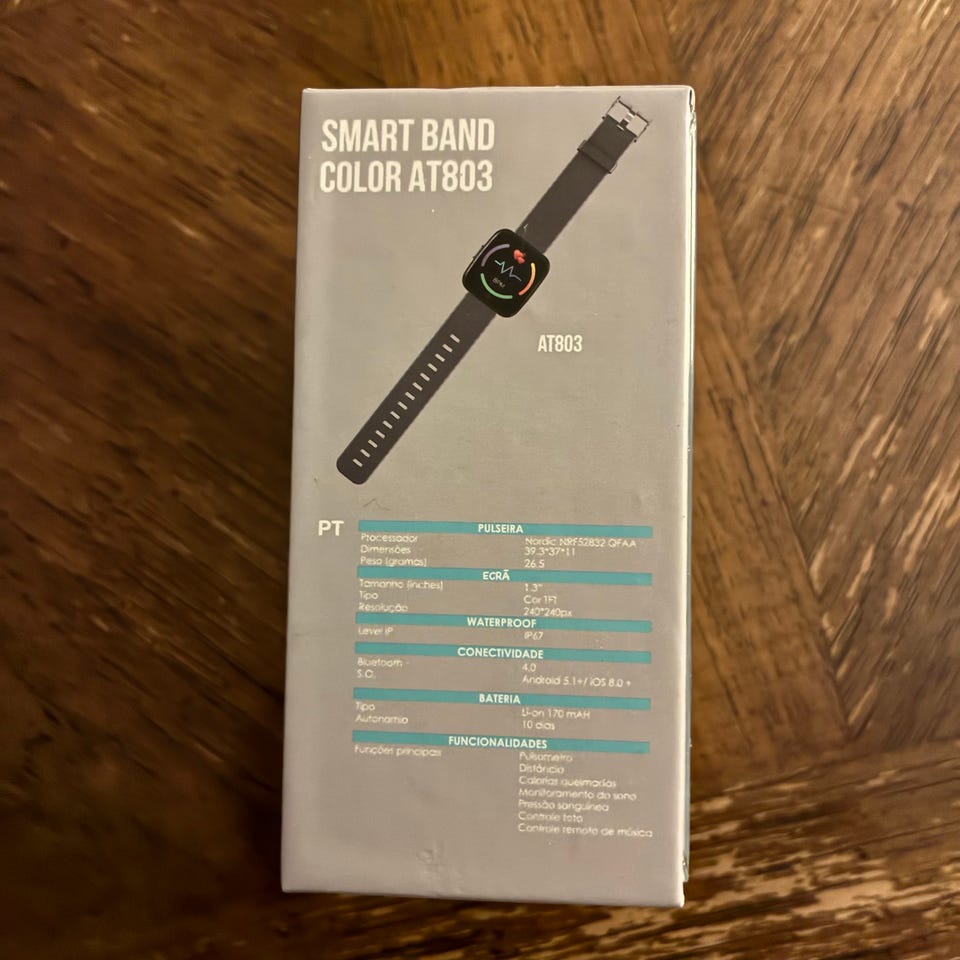 SMART BAND
COLOR AT803
BPM
AT803
PT
PULSEIRA
Processador Nordic NRF52832 QFAA
Dimensões 39.3*37*11
Peso (gramas) 26.5
ECRÃ
Tamanho (inches) 1.3"
Tipo Cor TFT
Resolução 240*240px
WATERPROOF
Level IP IP67
CONECTIVIDADE
Bluetooth 4.0
S.O. Android 5.1+/ iOS 8.0 +
BATERIA
Tipo Li-on 170 mAH
Autonomia 10 dias
FUNCIONALIDADES
Funções principais Pulsometro
Distância
Calorias queimadas
Monitoramento do sono
Pressão sanguínea
Controle foto
Controle remoto de música